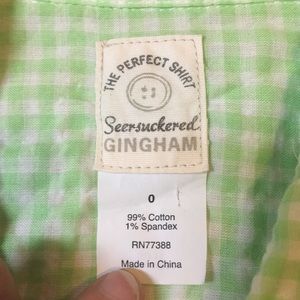 THE PERFECT SHIRT
Seersuckered
GINGHAM
0
99% Cotton
1% Spandex
RN77388
Made in China